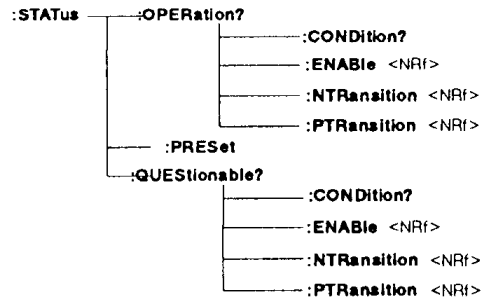 :STATus :OPERation?
:CONDition?
:ENABle <NRf>
:NTRansition <NRf>
:PTRansition <NRf>
:PRESet
:QUEStionable?
:CONDition?
:ENABle <NRf>
:NTRansition <NRf>
:PTRansition <NRf>